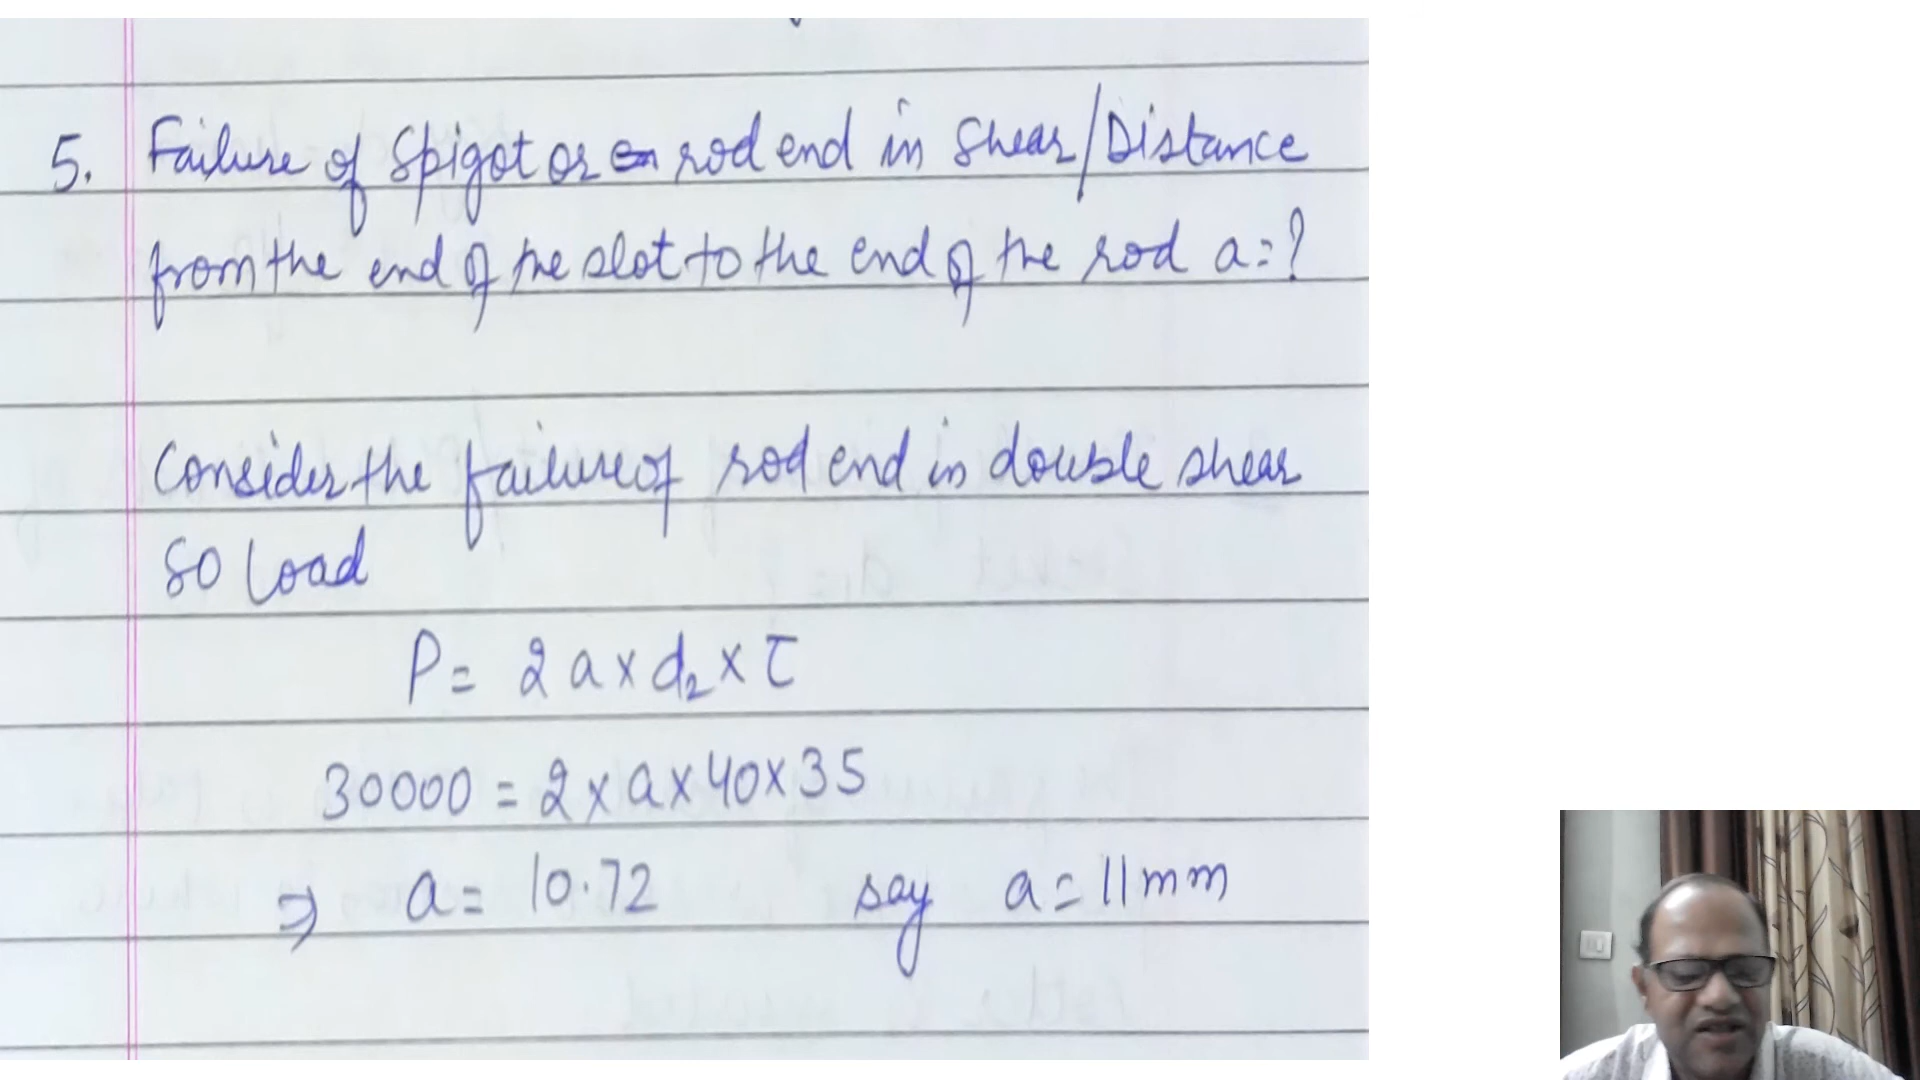 5. Failure of Spigot or rod end in shear/Distance
from the end of the slot to the end of the rod a=?
Consider the failure of rod end in double shear
SO Load
P= 2a×d₂×τ
30000 = 2×a×40×35
⇒ a= 10.72 say a=11mm